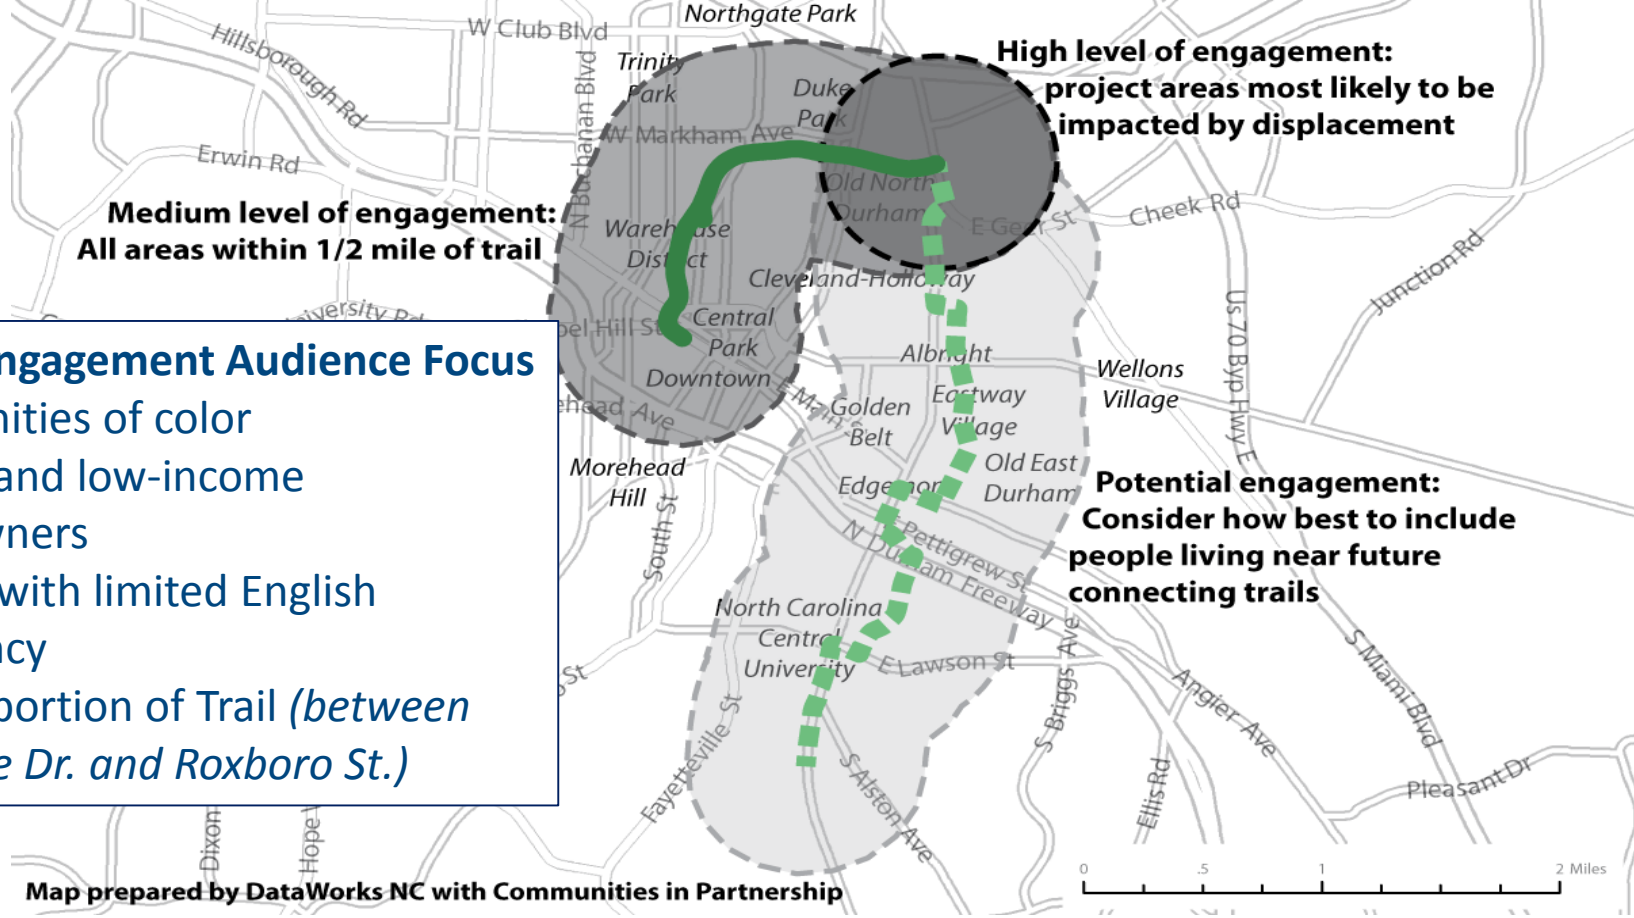 Northgate Park
W Club Blvd
Hillsborough Rd
Trinity
Park
N Buchanan Blvd
Duke
Park
High level of engagement:
project areas most likely to be
impacted by displacement
W Markham Ave
Erwin Rd
Old North
Durham
E Geer St
Cheek Rd
Medium level of engagement:
All areas within 1/2 mile of trail
Warehouse
District
Cleveland-Holloway
Junction Rd
Us 70 Byp Hwy E
Central
Park
Downtown
Albright
Wellons
Village
Engagement Audience Focus
and low-income
with limited English
portion of Trail (between
Dr. and Roxboro St.)
Ave
E Main St
Golden
Belt
Eastway
Village
Morehead
Hill
South St
Edgemont
Old East
Durham
Potential engagement:
Consider how best to include
people living near future
connecting trails
E Pettigrew St
N Durham Freeway
North Carolina
Central
University
E Lawson St
S Briggs Ave
S Miami Blvd
Angier Ave
Fayetteville St
S Alston Ave
Ellis Rd
Pleasant Dr
Dixon
Hope
Map prepared by DataWorks NC with Communities in Partnership
0 .5 1 2 Miles